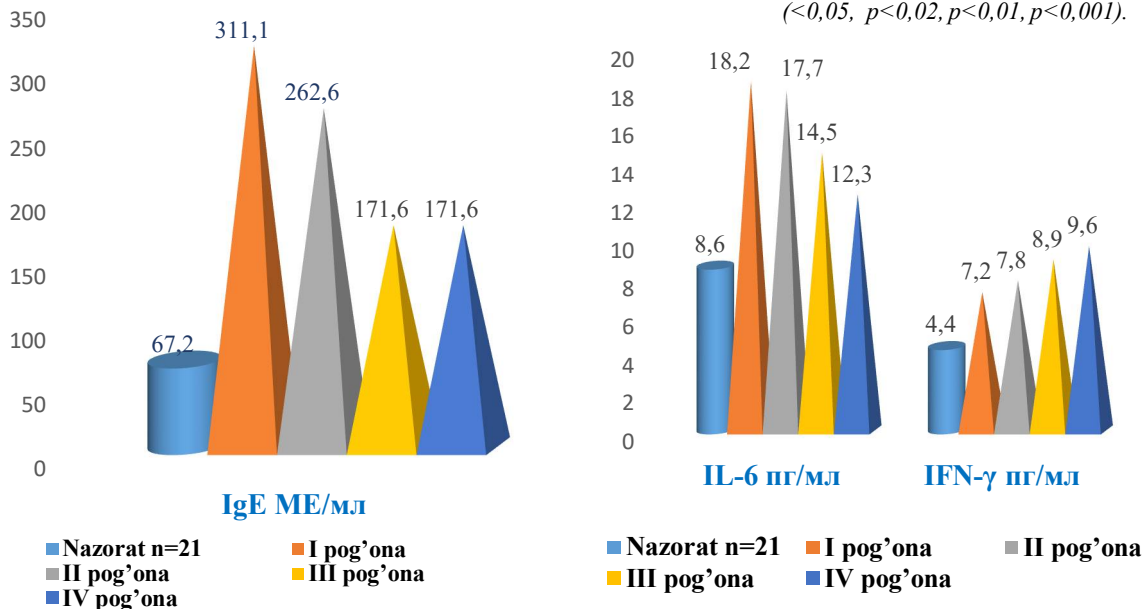 (<0,05, p<0,02, p<0,01, p<0,001).
350
300
250
200
150
100
50
0
67,2
311,1
262,6
171,6
171,6
IgE ME/мл
Nazorat n=21
I pog’ona
II pog’ona
III pog’ona
IV pog’ona
20
18
16
14
12
10
8
6
4
2
0
8,6
18,2
17,7
14,5
12,3
4,4
7,2
7,8
8,9
9,6
IL-6 пг/мл
IFN-γ пг/мл
Nazorat n=21
I pog’ona
II pog’ona
III pog’ona
IV pog’ona